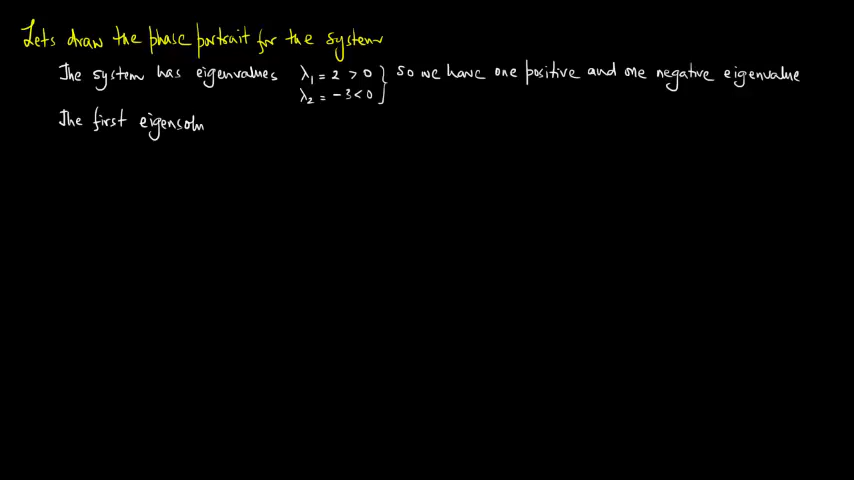 Lets draw the phase portrait for the system
The system has eigenvalues λ₁ = 2 > 0 } so we have one positive and one negative eigenvalue
λ₂ = -3 < 0
The first eigensoln